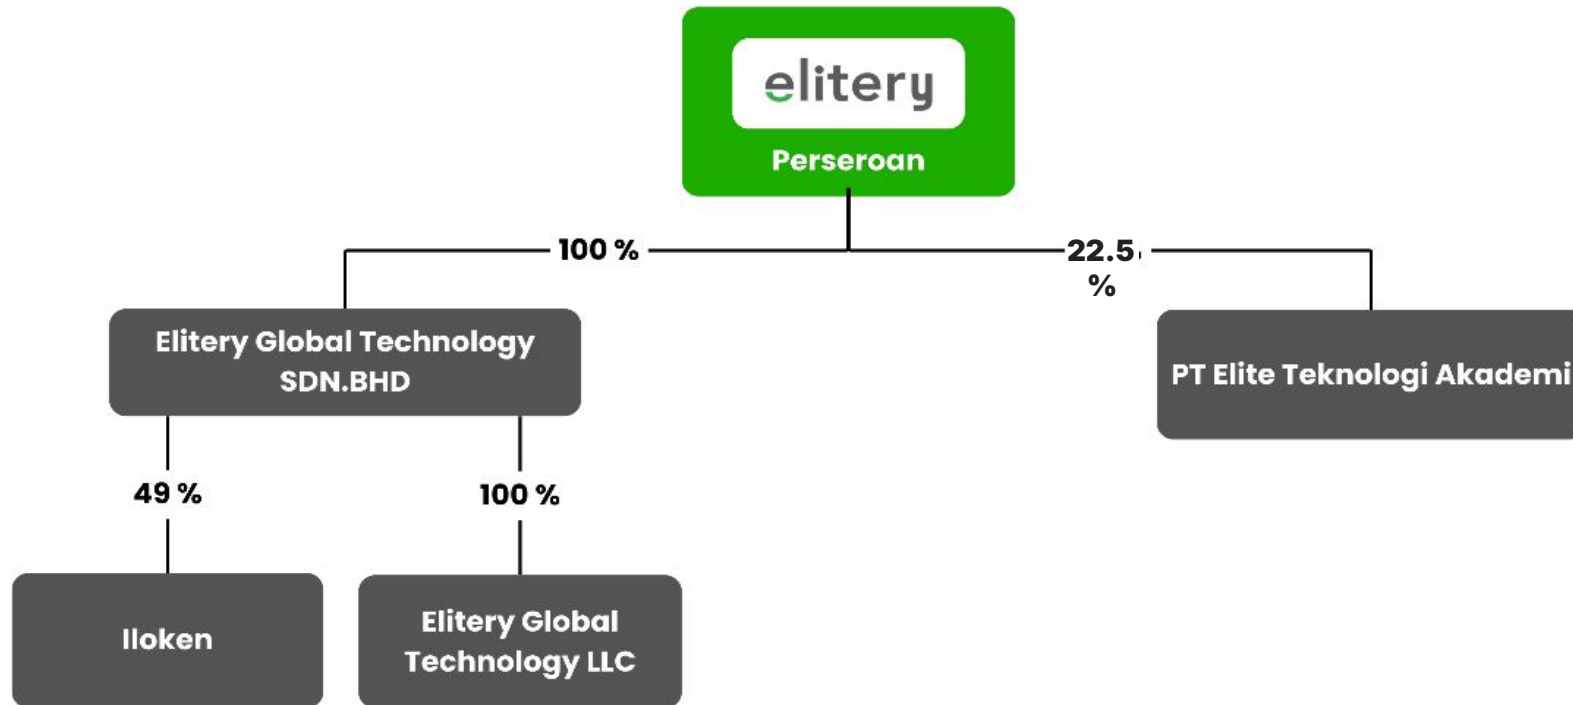 elitery
Perseroan
100 %
22.5
%
Elitery Global Technology
SDN.BHD
PT Elite Teknologi Akademi
49 %
100 %
Iloken
Elitery Global
Technology LLC